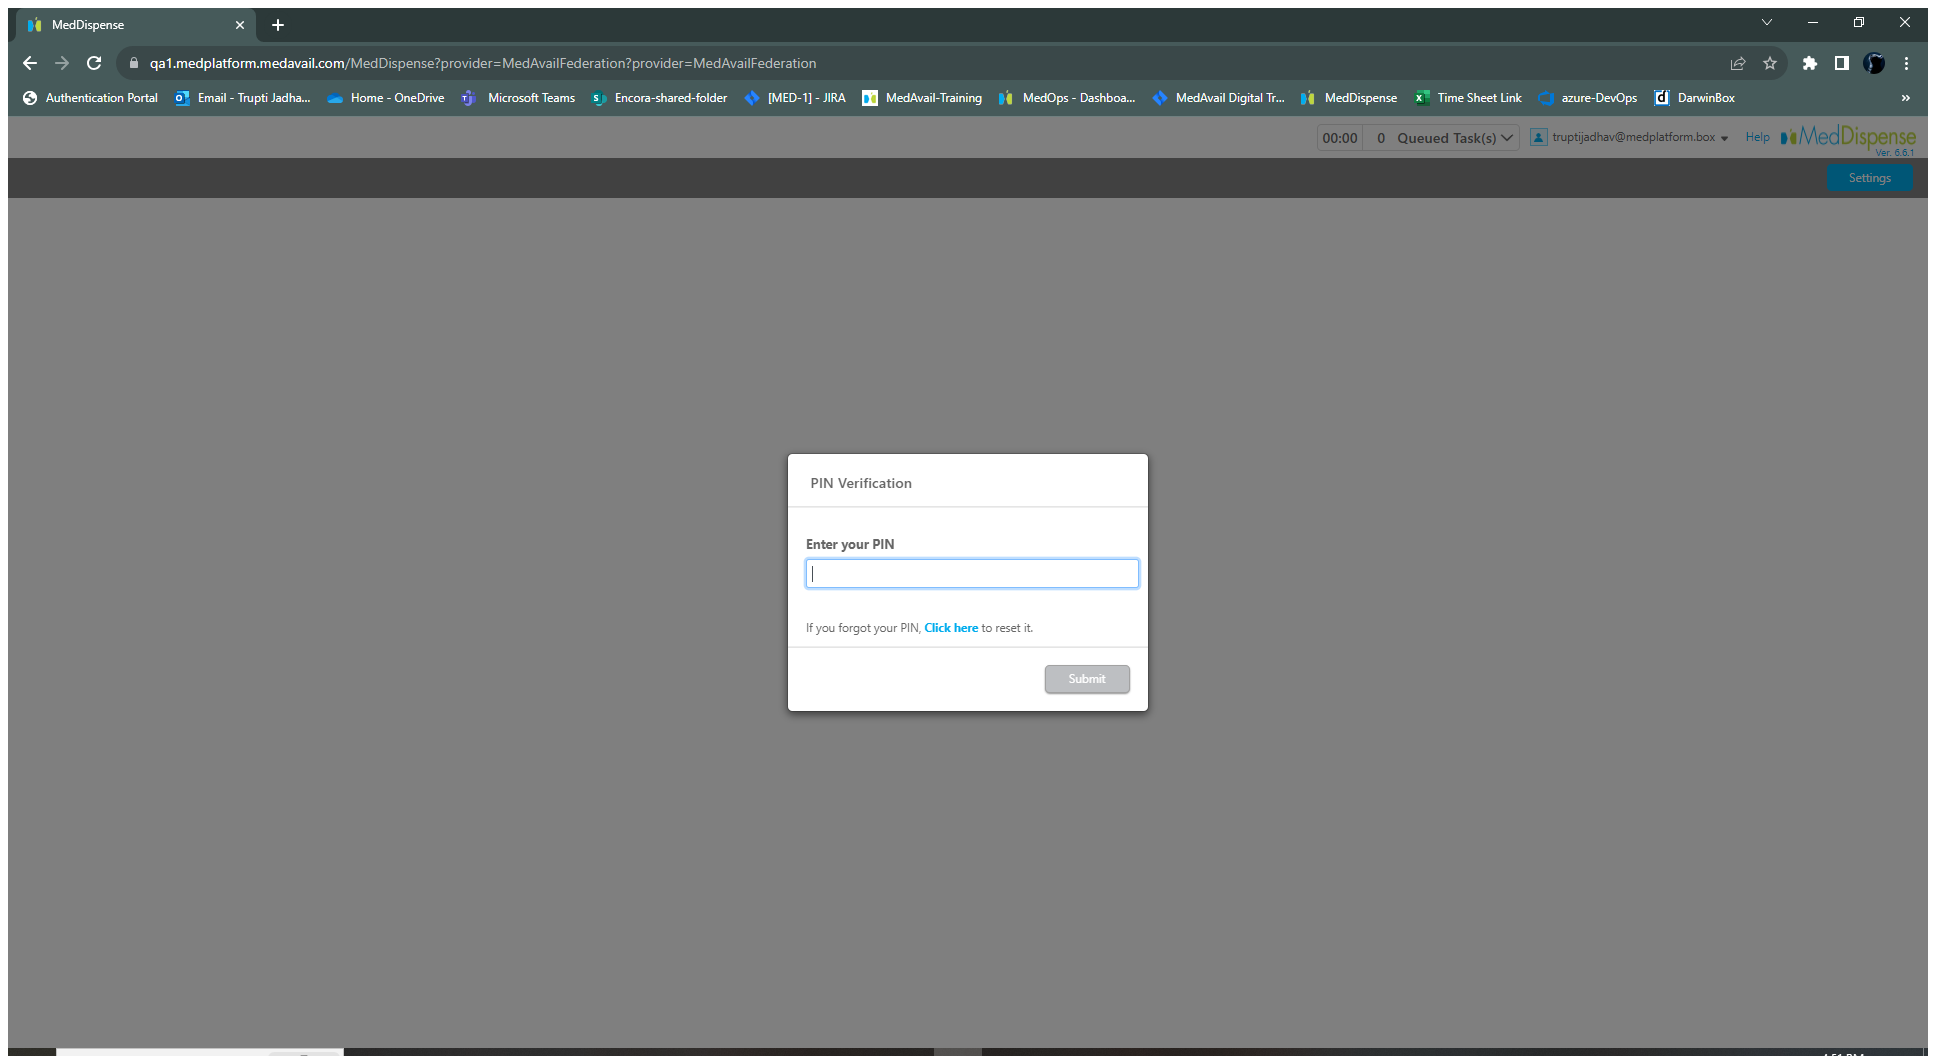 MedDispense
qa1.medplatform.medavail.com/MedDispense?provider=MedAvailFederation?provider=MedAvailFederation
Authentication Portal Email - Trupti Jadha... Home - OneDrive Microsoft Teams Encora-shared-folder [MED-1] - JIRA MedAvail-Training MedOps - Dashboa... MedAvail Digital Tr... MedDispense Time Sheet Link azure-DevOps DarwinBox »
00:00 0 Queued Task(s) truptijadhav@medplatform.box Help MedDispense
Ver. 6.6.1
Settings
PIN Verification
Enter your PIN
If you forgot your PIN, Click here to reset it.
Submit